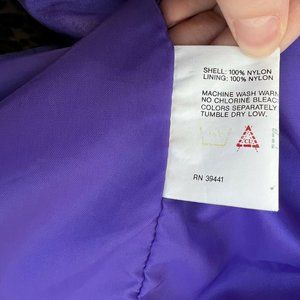 SHELL: 100% NYLON
LINING: 100% NYLON
MACHINE WASH WARM
NO CHLORINE BLEAC
COLORS SEPARATELY
TUMBLE DRY LOW.
CL
RN 39441